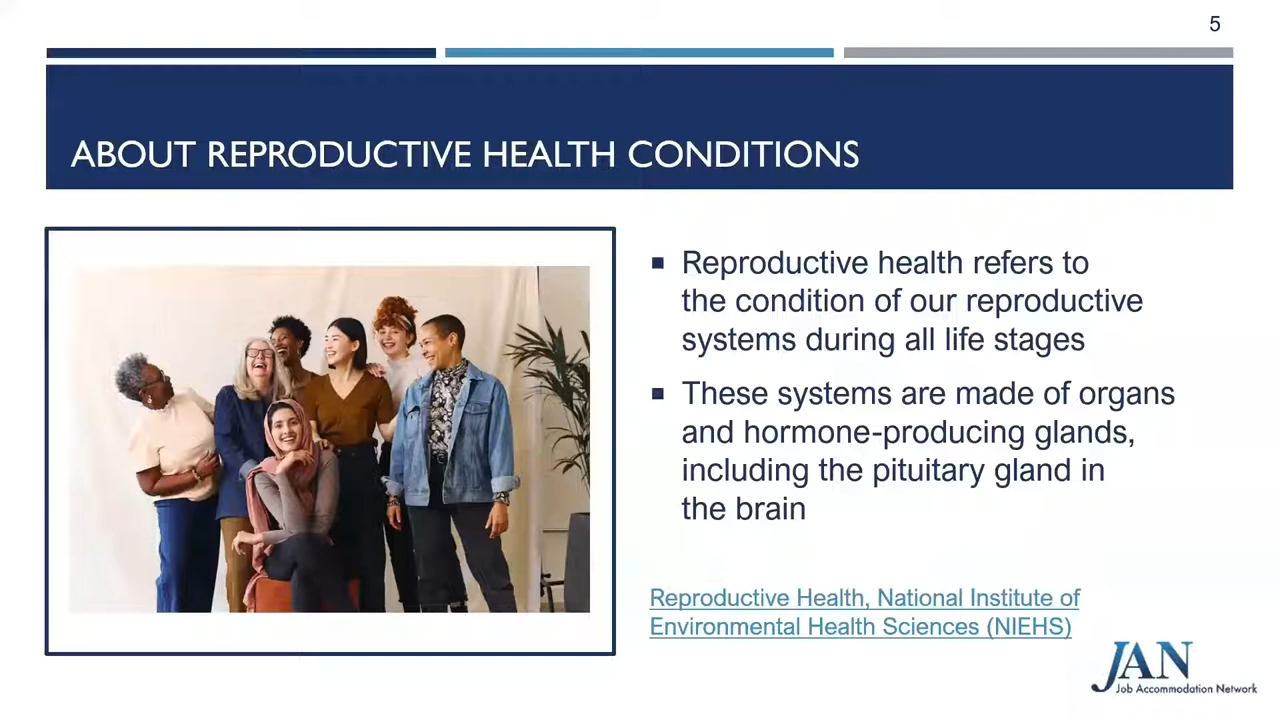 5
ABOUT REPRODUCTIVE HEALTH CONDITIONS
Reproductive health refers to
the condition of our reproductive
systems during all life stages
These systems are made of organs
and hormone-producing glands,
including the pituitary gland in
the brain
Reproductive Health, National Institute of
Environmental Health Sciences (NIEHS)
JAN
Job Accommodation Network